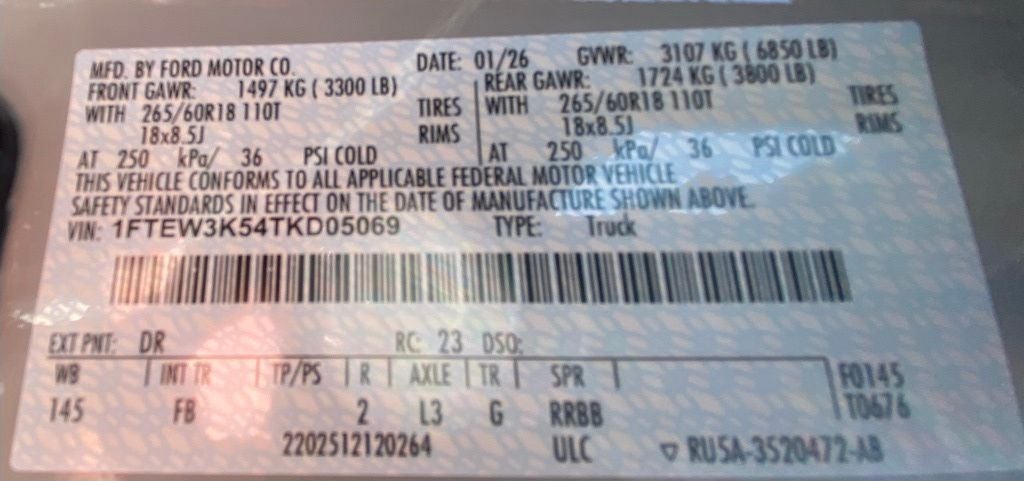 MFD. BY FORD MOTOR CO. DATE: 01/26 GVWR: 3107 KG ( 6850 LB)
FRONT GAWR: 1497 KG ( 3300 LB) REAR GAWR: 1724 KG ( 3800 LB)
WITH 265/60R18 110T TIRES WITH 265/60R18 110T TIRES
18x8.5J RIMS 18x8.5J RIMS
AT 250 kPa/ 36 PSI COLD AT 250 kPa/ 36 PSI COLD
THIS VEHICLE CONFORMS TO ALL APPLICABLE FEDERAL MOTOR VEHICLE
SAFETY STANDARDS IN EFFECT ON THE DATE OF MANUFACTURE SHOWN ABOVE.
VIN: 1FTEW3K54TKD05069 TYPE: Truck
EXT PNT: DR RC: 23 DSO:
WB INT TR TP/PS R AXLE TR SPR F0145
145 FB 2 L3 G RRBB T0676
2202512120264 ULC ▽ RU5A-3520472-AB